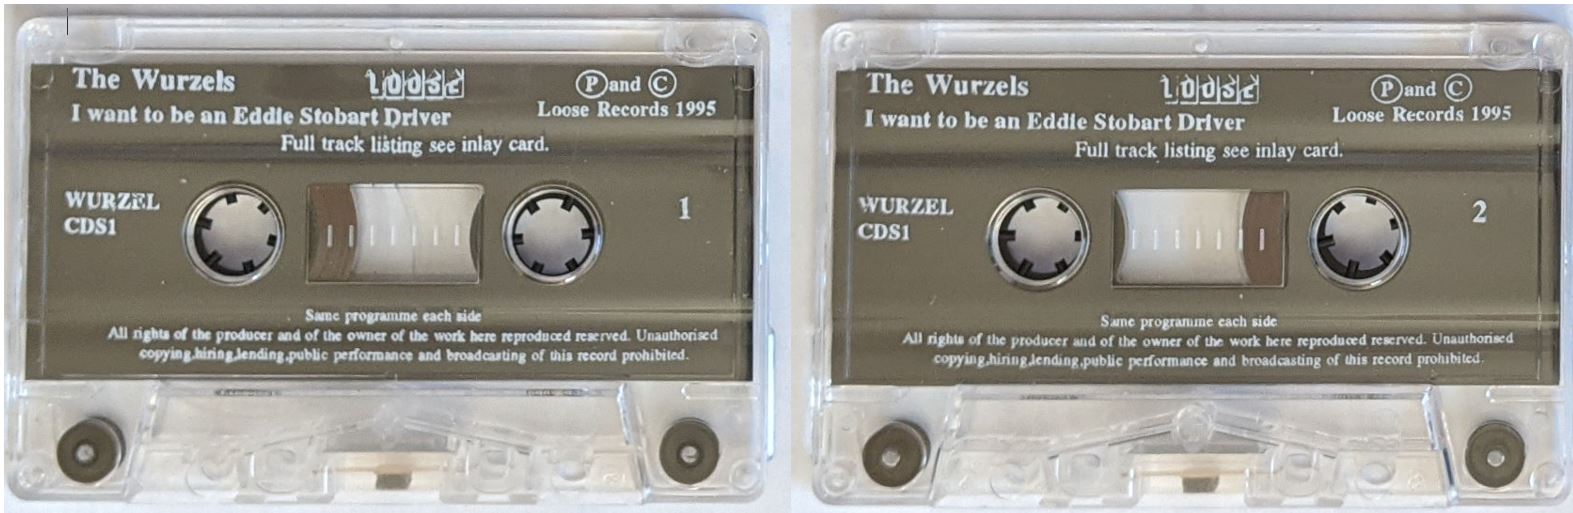 The Wurzels
LOOSE
P and C
I want to be an Eddie Stobart Driver
Loose Records 1995
Full track listing see inlay card.
WURZEL
CDS1
1
Same programme each side
All rights of the producer and of the owner of the work here reproduced reserved. Unauthorised
copying,hiring,lending,public performance and broadcasting of this record prohibited.
The Wurzels
LOOSE
P and C
I want to be an Eddie Stobart Driver
Loose Records 1995
Full track listing see inlay card.
WURZEL
CDS1
2
Same programme each side
All rights of the producer and of the owner of the work here reproduced reserved. Unauthorised
copying,hiring,lending,public performance and broadcasting of this record prohibited.